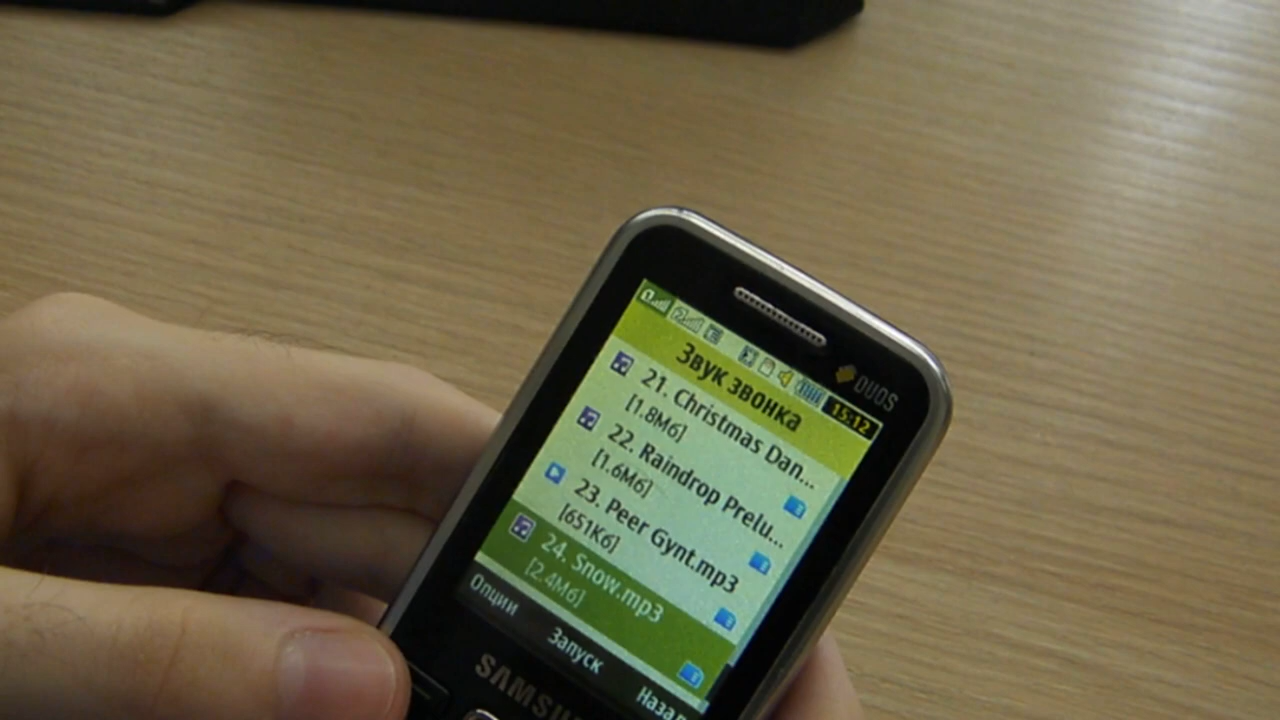 DUOS
15:12
Звук звонка
21. Christmas Dan...
[1.8Мб]
22. Raindrop Prelu...
[1.6Мб]
23. Peer Gynt.mp3
[651Кб]
24. Snow.mp3
[2.4Мб]
Опции
Запуск
Назад
SAMSU